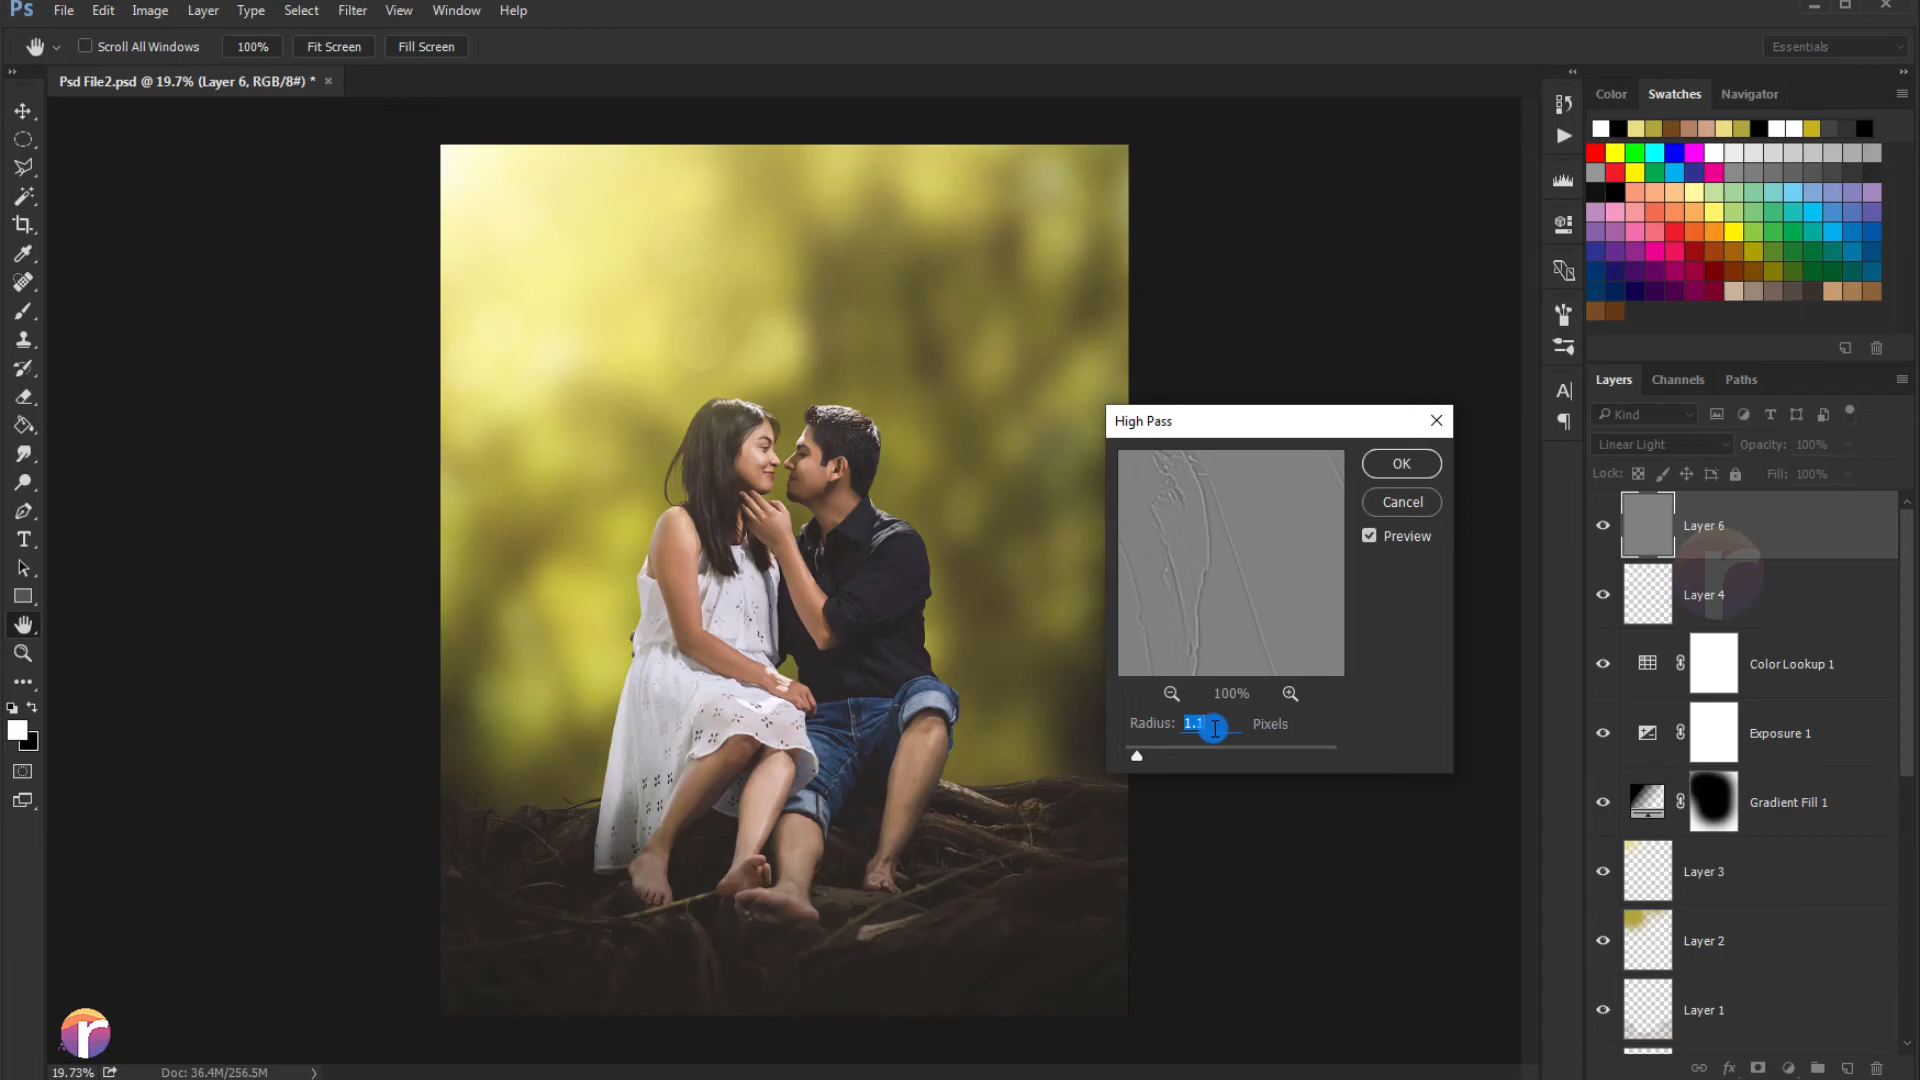 Ps File Edit Image Layer Type Select Filter View Window Help
Scroll All Windows 100% Fit Screen Fill Screen Essentials
Psd File2.psd @ 19.7% (Layer 6, RGB/8#) * ×
Color Swatches Navigator
Layers Channels Paths
Kind
Linear Light Opacity: 100%
Lock: Fill: 100%
Layer 6
Layer 4
Color Lookup 1
Exposure 1
Gradient Fill 1
Layer 3
Layer 2
Layer 1
High Pass
OK
Cancel
Preview
100%
Radius: 1.1 Pixels
r
19.73% Doc: 36.4M/256.5M